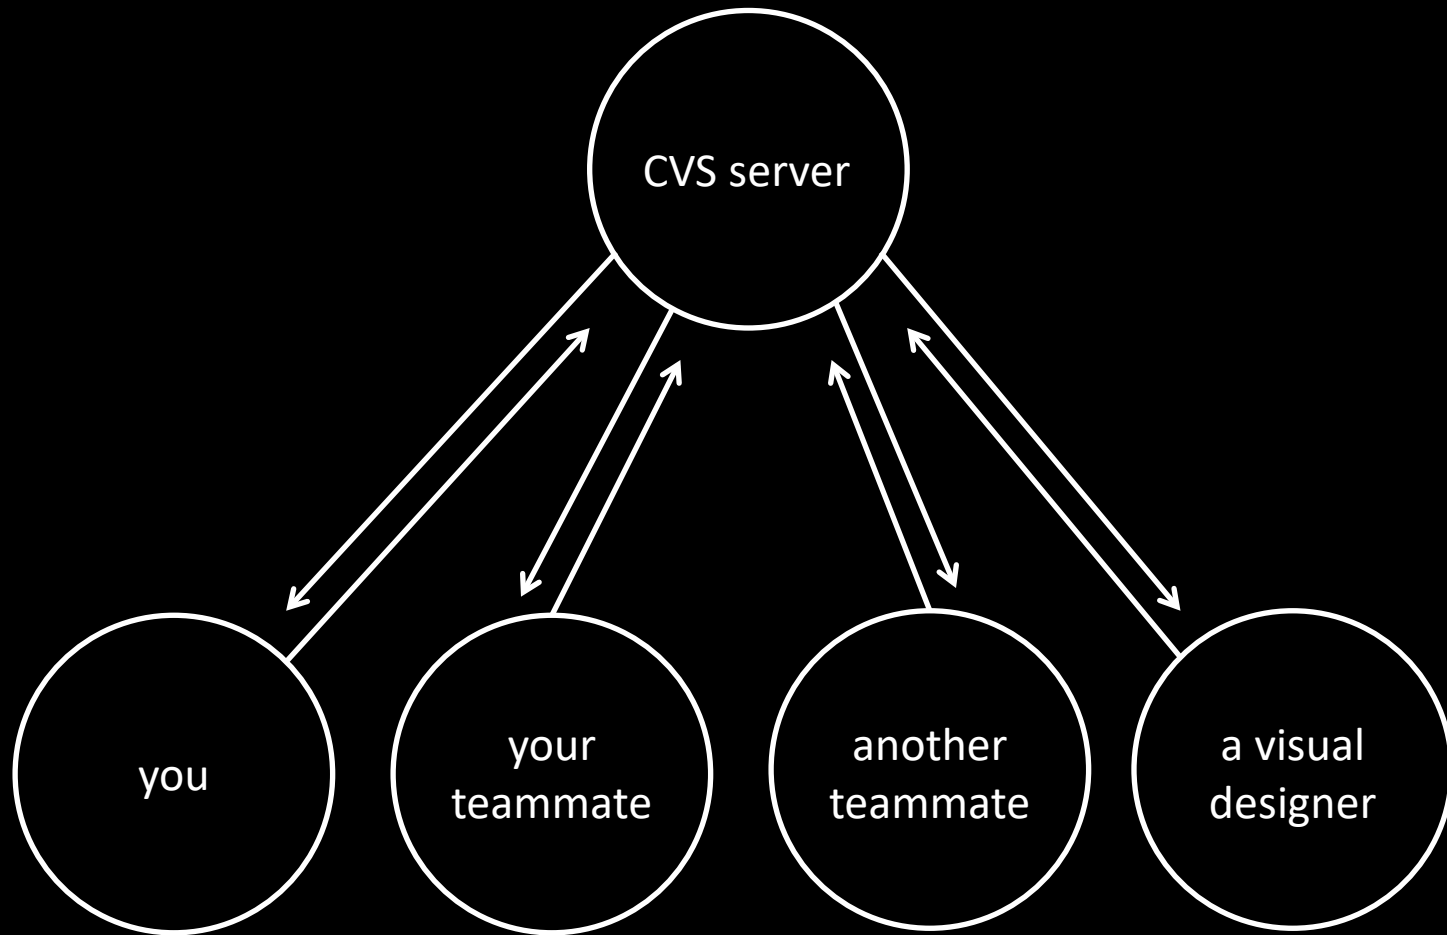 CVS server
you
your
teammate
another
teammate
a visual
designer